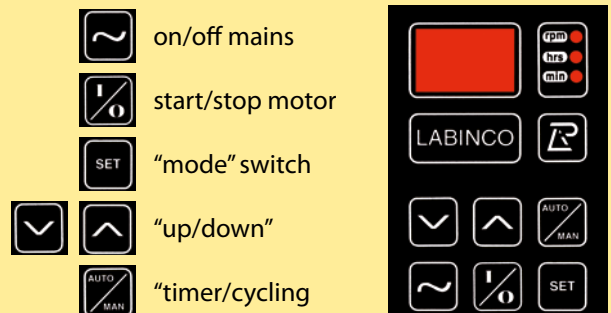 ~ on/off mains
I/O start/stop motor
SET “mode” switch
“up/down”
AUTO/MAN “timer/cycling
rpm
hrs
min
LABINCO
AUTO/MAN
~ I/O SET